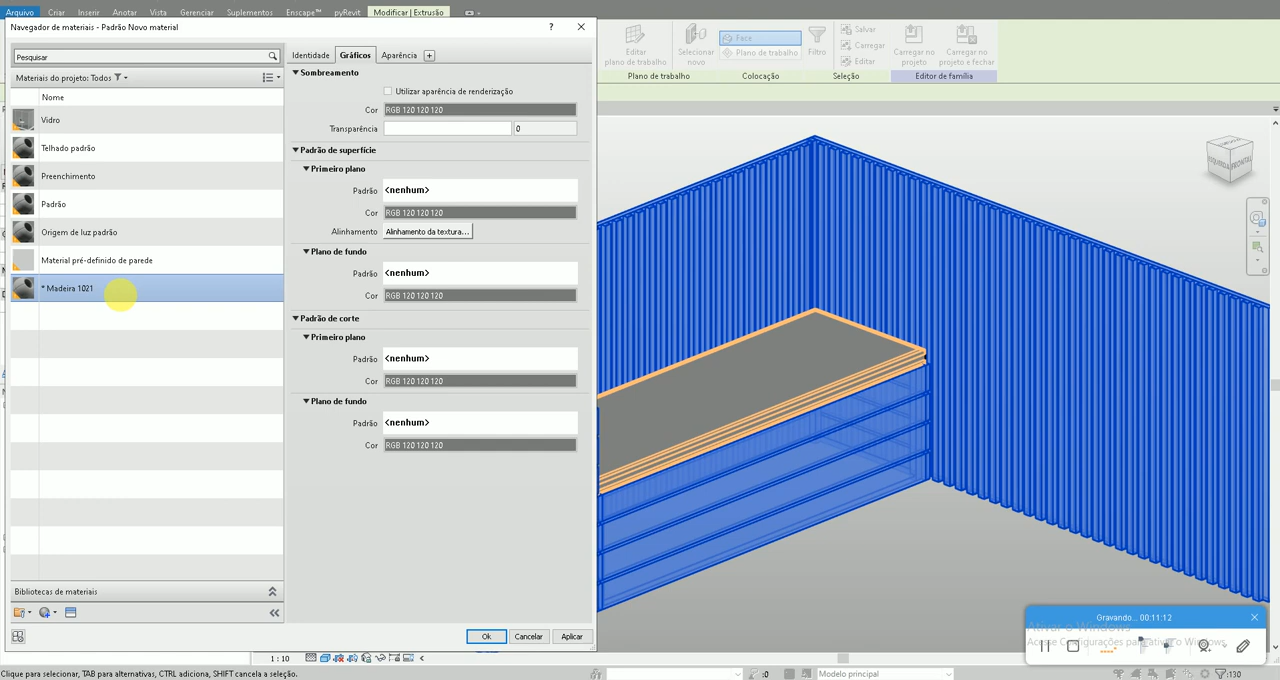 Arquivo Criar Inserir Anotar Vista Gerenciar Suplementos Enscape™ pyRevit Modificar | Extrusão
Navegador de materiais - Padrão Novo material
?
Pesquisar
Materiais do projeto: Todos
Nome
Vidro
Telhado padrão
Preenchimento
Padrão
Origem de luz padrão
Material pré-definido de parede
* Madeira 1021
Bibliotecas de materiais
Identidade Gráficos Aparência
Sombreamento
Utilizar aparência de renderização
Cor RGB 120 120 120
Transparência 0
Padrão de superfície
Primeiro plano
Padrão <nenhum>
Cor RGB 120 120 120
Alinhamento Alinhamento da textura...
Plano de fundo
Padrão <nenhum>
Cor RGB 120 120 120
Padrão de corte
Primeiro plano
Padrão <nenhum>
Cor RGB 120 120 120
Plano de fundo
Padrão <nenhum>
Cor RGB 120 120 120
Ok Cancelar Aplicar
Editar
plano de trabalho
Plano de trabalho
Selecionar
novo
Face
Plano de trabalho
Colocação
Filtro
Salvar
Carregar
Editar
Seleção
Carregar no
projeto
Carregar no
projeto e fechar
Editor de família
ESQUERDA FRONTAL
Gravando... 00:11:12
Ativar o Windows
Acesse Configurações para ativar o Windows.
1 : 10
Clique para selecionar, TAB para alternativas, CTRL adiciona, SHIFT cancela a seleção.
:0
Modelo principal
:130